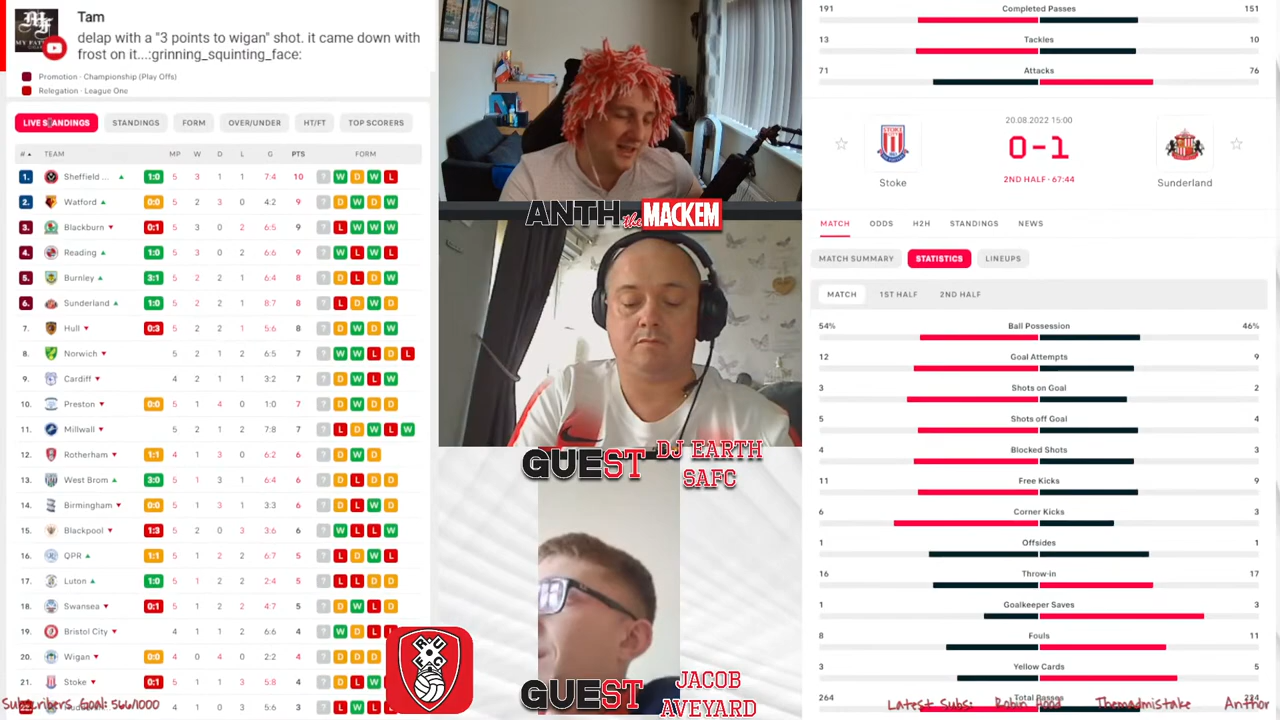 Tam
delap with a "3 points to wigan" shot. it came down with
frost on it...:grinning_squinting_face:
Promotion - Championship (Play Offs)
Relegation - League One
LIVE STANDINGS STANDINGS FORM OVER/UNDER HT/FT TOP SCORERS
# TEAM MP W D L G PTS FORM
1. Sheffield ... 1:0 5 3 1 1 7:4 10 ? W D W L
2. Watford 0:0 5 2 3 0 4:2 9 ? D W D W
3. Blackburn 0:1 5 3 0 2 6:5 9 ? L W W W
4. Reading 1:0 5 3 0 2 6:6 9 ? W L W L
5. Burnley 3:1 5 2 2 1 6:4 8 ? D L D W
6. Sunderland 1:0 5 2 2 1 8:7 8 ? L D W D
7. Hull 0:3 5 2 2 1 5:6 8 ? W D W D W
8. Norwich 5 2 1 2 6:5 7 ? W W L D L
9. Cardiff 4 2 1 1 3:2 7 ? D W L W
10. Preston 0:0 5 1 4 0 1:0 7 ? D W D D
11. Millwall 5 2 1 2 7:8 7 ? L D W L W
12. Rotherham 1:1 4 1 3 0 6:2 6 ? D W D
13. West Brom 3:0 5 1 3 1 6:4 6 ? D L D D
14. Birmingham 0:0 5 1 3 1 3:3 6 ? D L W D
15. Blackpool 1:3 5 2 0 3 3:6 6 ? W L L W
16. QPR 1:1 5 1 2 2 6:7 5 ? L D W L
17. Luton 1:0 5 1 2 2 2:4 5 ? L L D D
18. Swansea 0:1 5 1 2 2 4:7 5 ? D W L D
19. Bristol City 4 1 1 2 6:6 4 ? W D L L
20. Wigan 0:0 4 0 4 0 2:2 4 ? D D D
21. Stoke 0:1 5 1 1 3 5:8 4 ? D L W L
Subscribers Goal: 566/1000
ANTH the MACKEM
GUEST DJ EARTH
SAFC
GUEST JACOB
AVEYARD
191 Completed Passes 151
13 Tackles 10
71 Attacks 76
20.08.2022 15:00
0-1
2ND HALF - 67:44
Stoke Sunderland
MATCH ODDS H2H STANDINGS NEWS
MATCH SUMMARY STATISTICS LINEUPS
MATCH 1ST HALF 2ND HALF
54% Ball Possession 46%
12 Goal Attempts 9
3 Shots on Goal 2
5 Shots off Goal 4
4 Blocked Shots 3
11 Free Kicks 9
6 Corner Kicks 3
1 Offsides 1
16 Throw-in 17
1 Goalkeeper Saves 3
8 Fouls 11
3 Yellow Cards 5
264 Total Passes 224
Latest Subs: Robin Hood Themadmistake Anttior